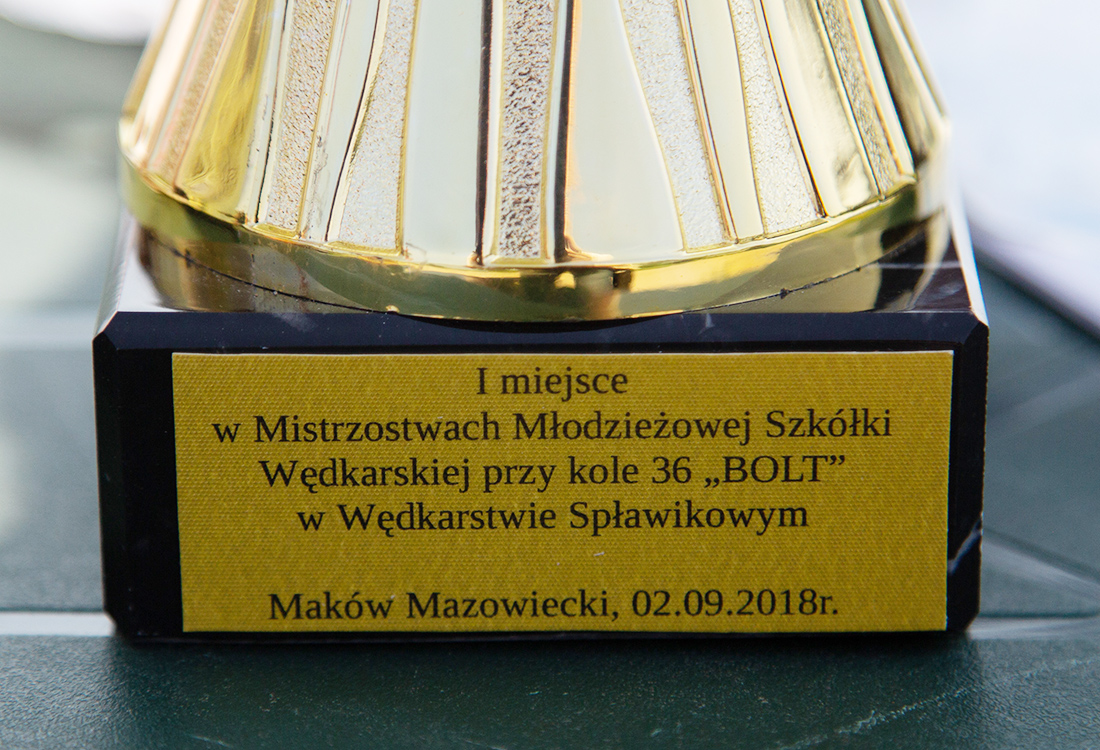 I miejsce
w Mistrzostwach Młodzieżowej Szkółki
Wędkarskiej przy kole 36 „BOLT”
w Wędkarstwie Spławikowym
Maków Mazowiecki, 02.09.2018r.